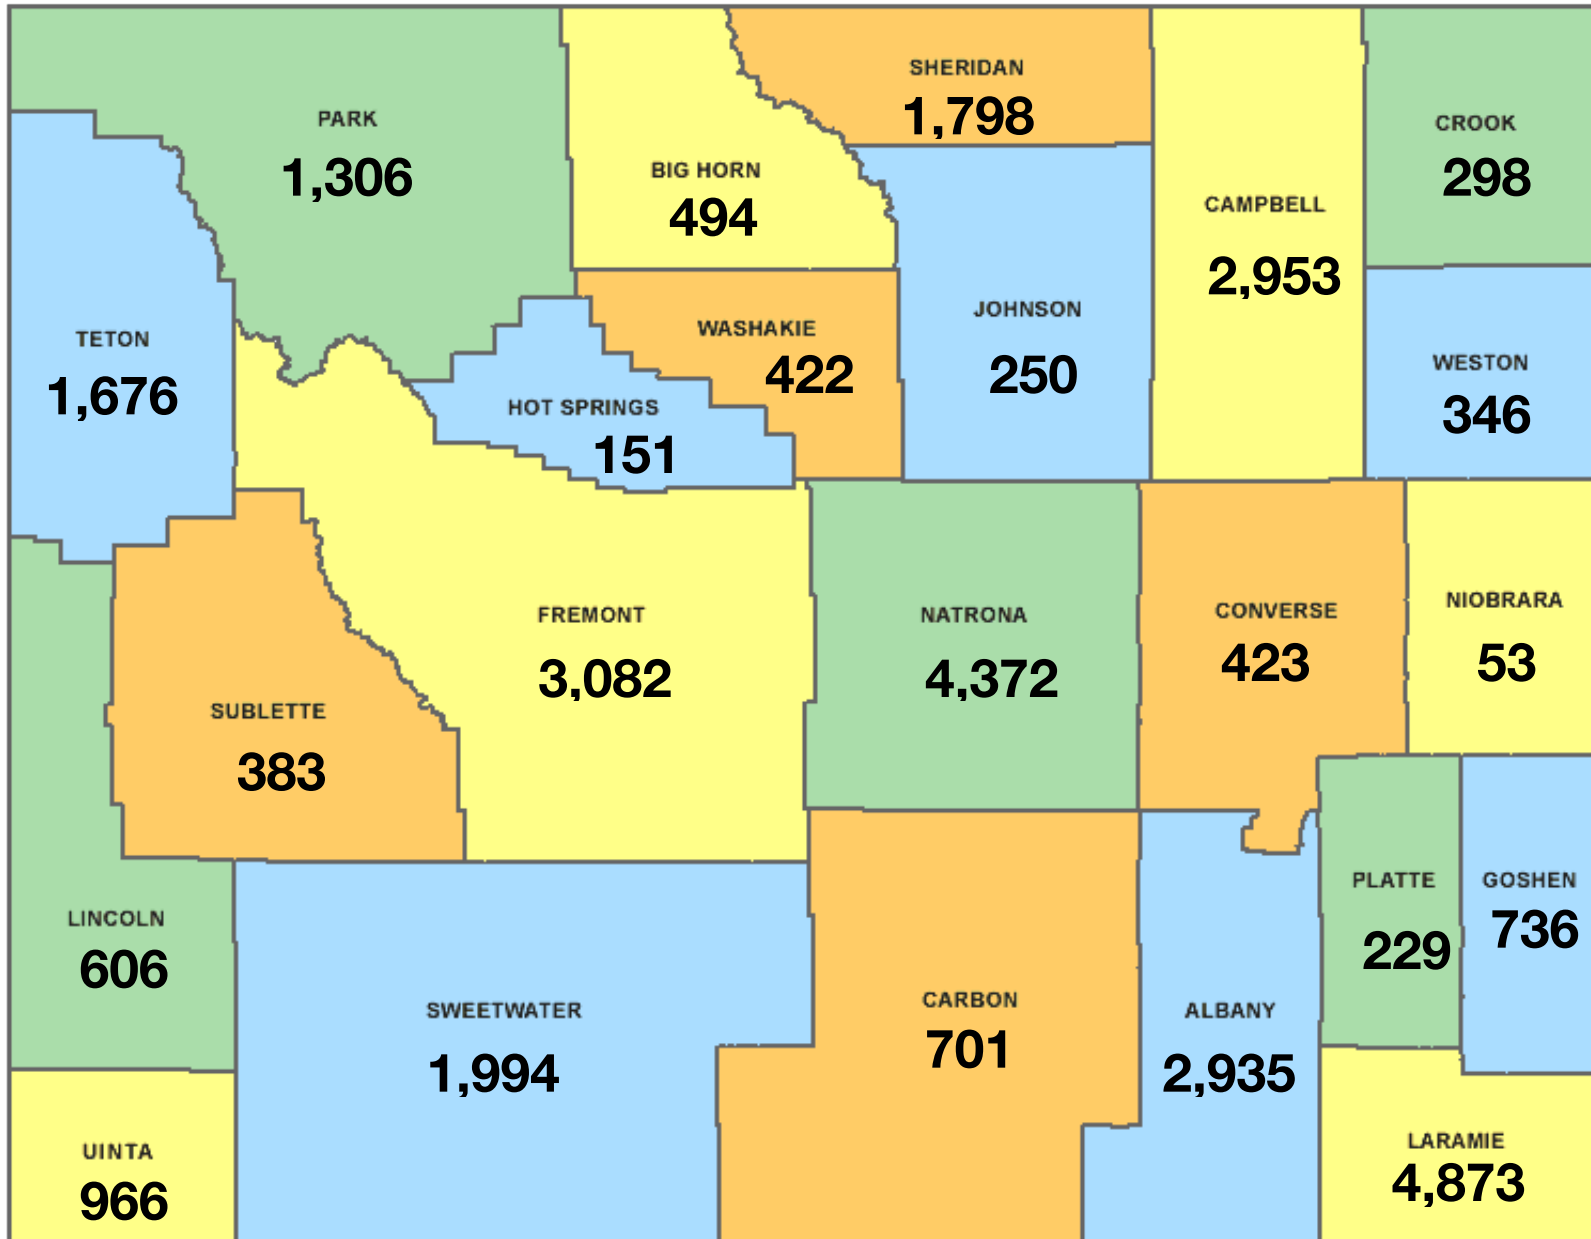 SHERIDAN
1,798
PARK
1,306
CROOK
298
BIG HORN
494
CAMPBELL
2,953
JOHNSON
250
WASHAKIE
422
TETON
1,676
WESTON
346
HOT SPRINGS
151
FREMONT
3,082
NATRONA
4,372
CONVERSE
423
NIOBRARA
53
SUBLETTE
383
LINCOLN
606
PLATTE
229
GOSHEN
736
SWEETWATER
1,994
CARBON
701
ALBANY
2,935
UINTA
966
LARAMIE
4,873